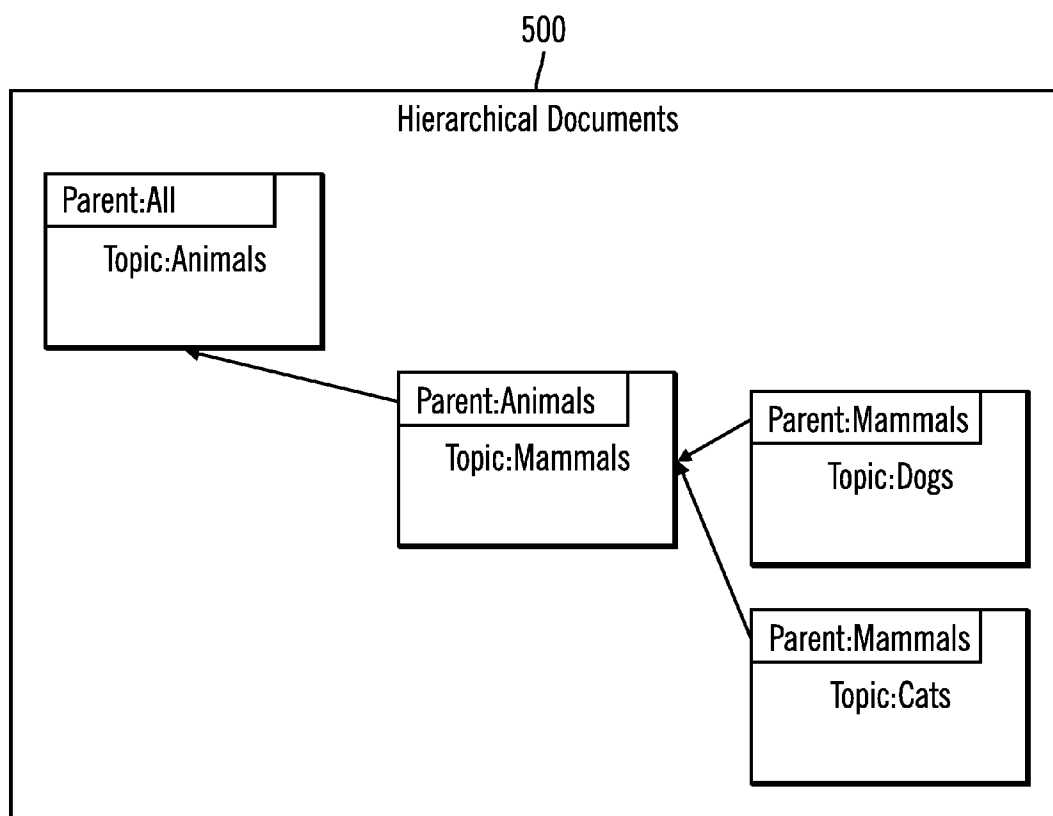 500
Hierarchical Documents
Parent:All
Topic:Animals
Parent:Animals
Topic:Mammals
Parent:Mammals
Topic:Dogs
Parent:Mammals
Topic:Cats